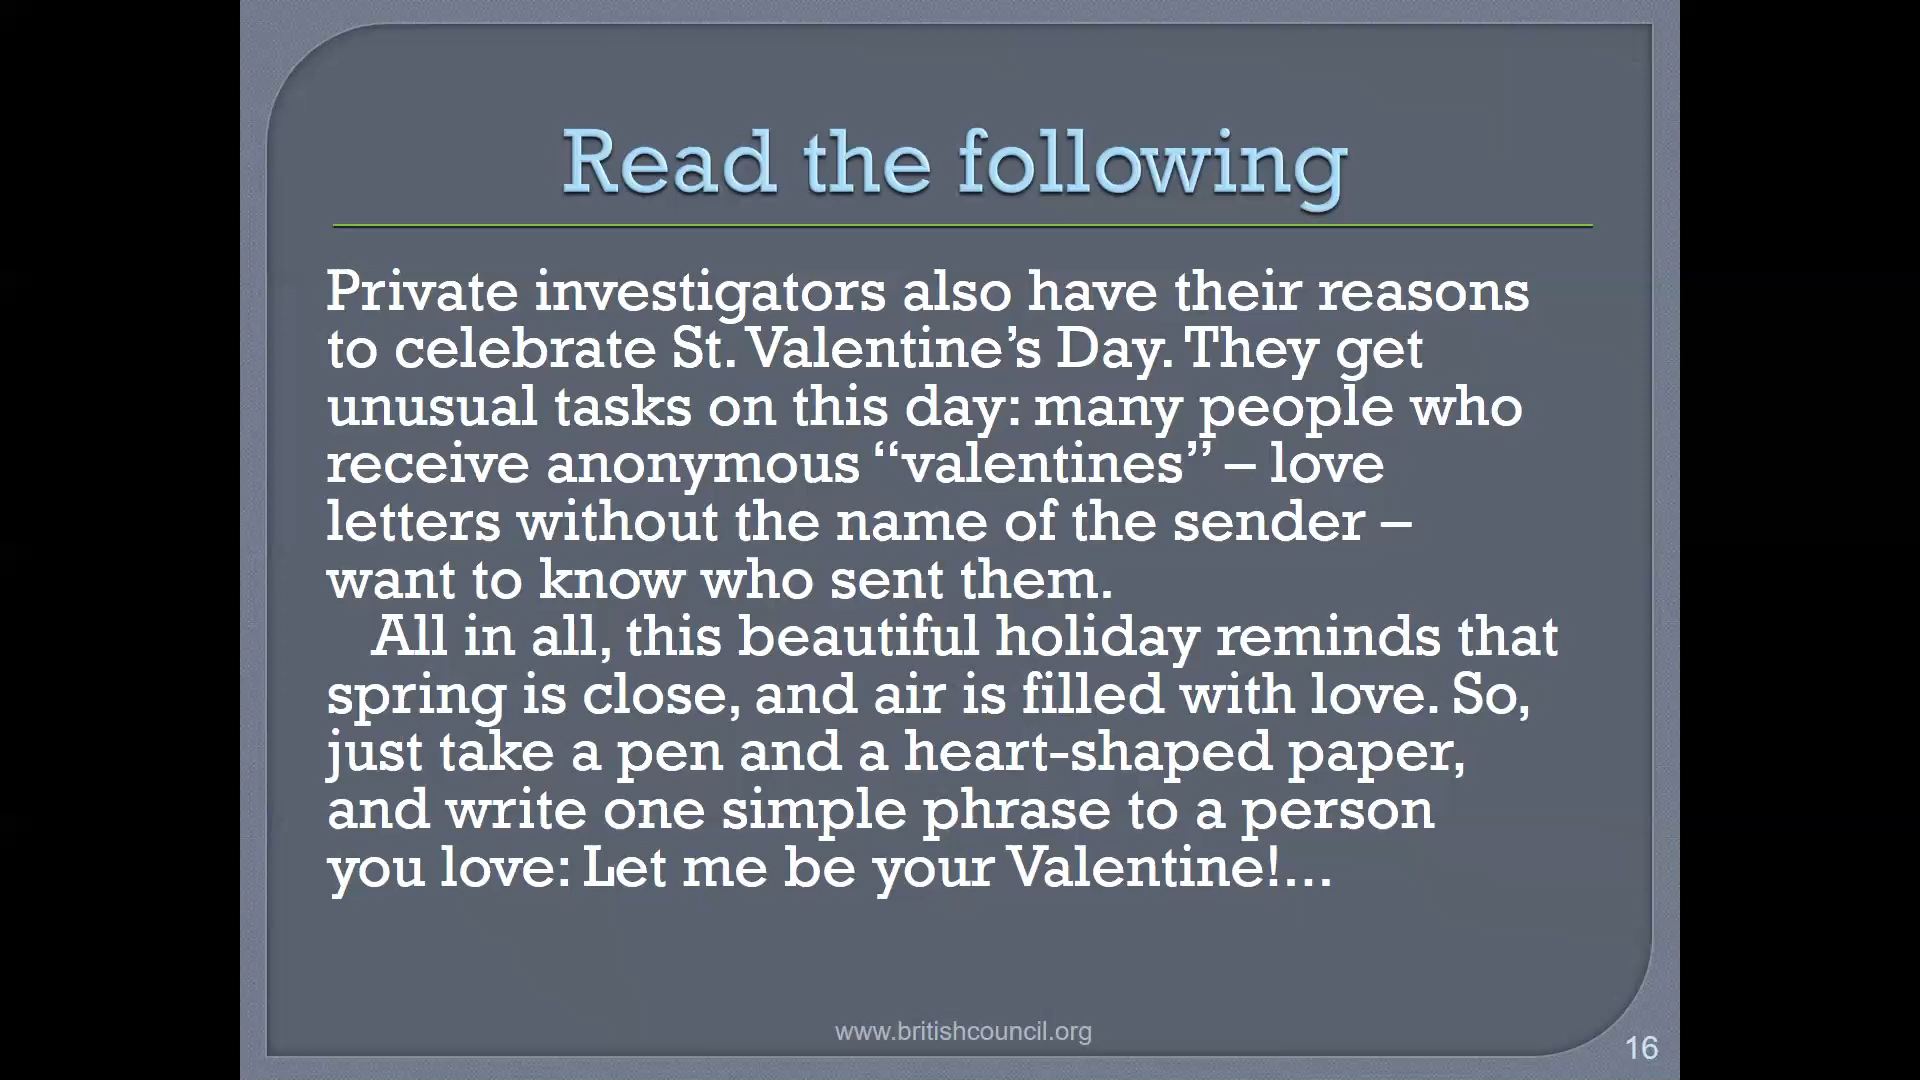 Read the following
Private investigators also have their reasons
to celebrate St. Valentine’s Day. They get
unusual tasks on this day: many people who
receive anonymous “valentines” – love
letters without the name of the sender –
want to know who sent them.
All in all, this beautiful holiday reminds that
spring is close, and air is filled with love. So,
just take a pen and a heart-shaped paper,
and write one simple phrase to a person
you love: Let me be your Valentine!...
www.britishcouncil.org
16